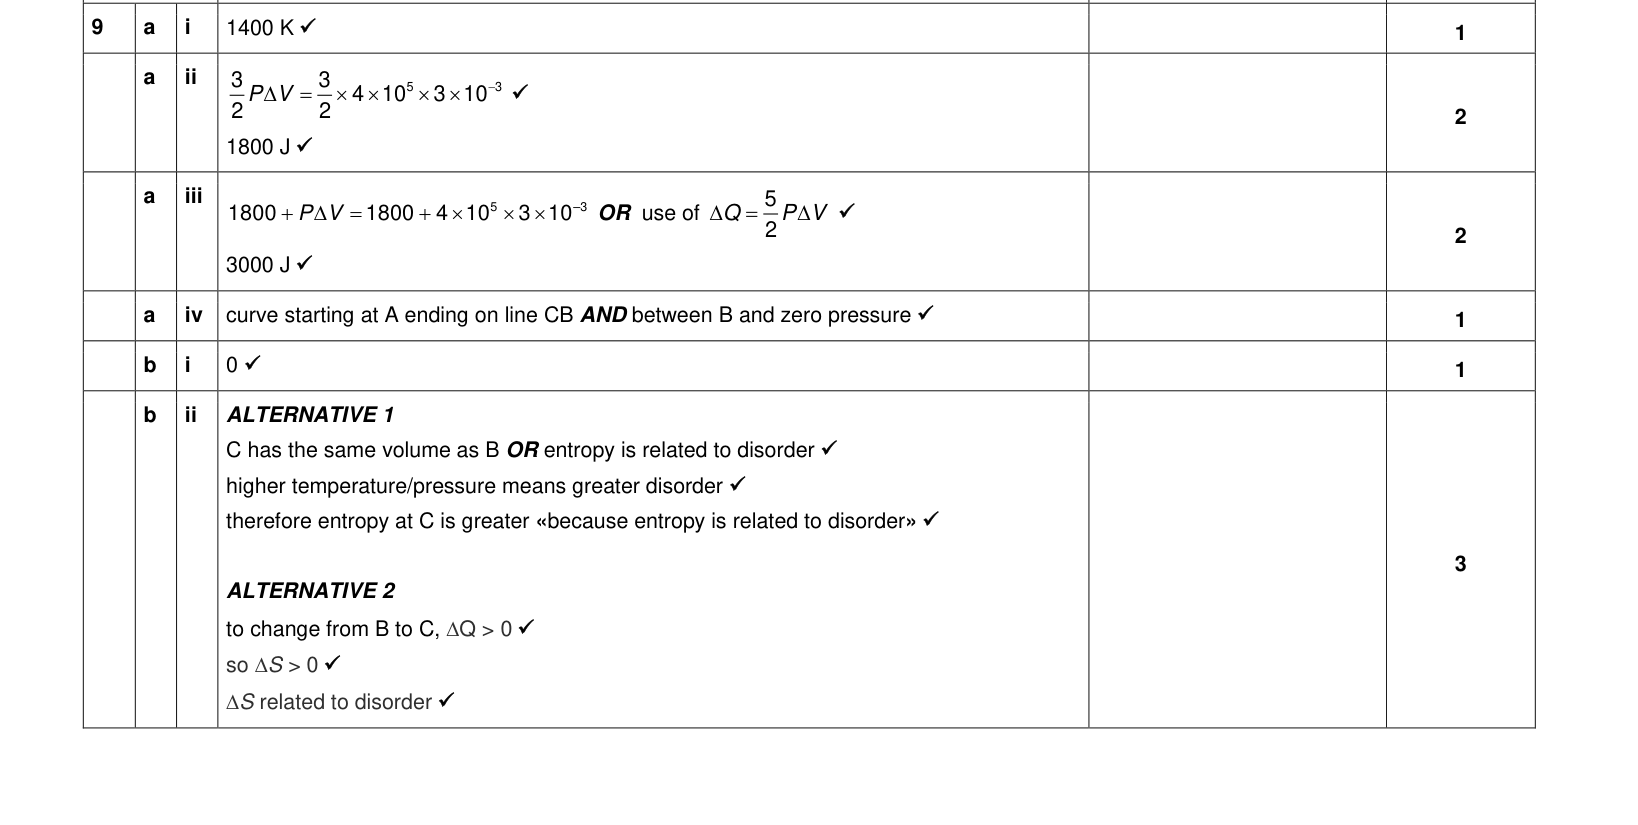 9 a i 1400 K ✓ 1
a ii 3/2 PΔV = 3/2 × 4 × 10⁵ × 3 × 10⁻³ ✓
1800 J ✓ 2
a iii 1800 + PΔV = 1800 + 4 × 10⁵ × 3 × 10⁻³ OR use of ΔQ = 5/2 PΔV ✓
3000 J ✓ 2
a iv curve starting at A ending on line CB AND between B and zero pressure ✓ 1
b i 0 ✓ 1
b ii ALTERNATIVE 1
C has the same volume as B OR entropy is related to disorder ✓
higher temperature/pressure means greater disorder ✓
therefore entropy at C is greater «because entropy is related to disorder» ✓
3
ALTERNATIVE 2
to change from B to C, ΔQ > 0 ✓
so ΔS > 0 ✓
ΔS related to disorder ✓